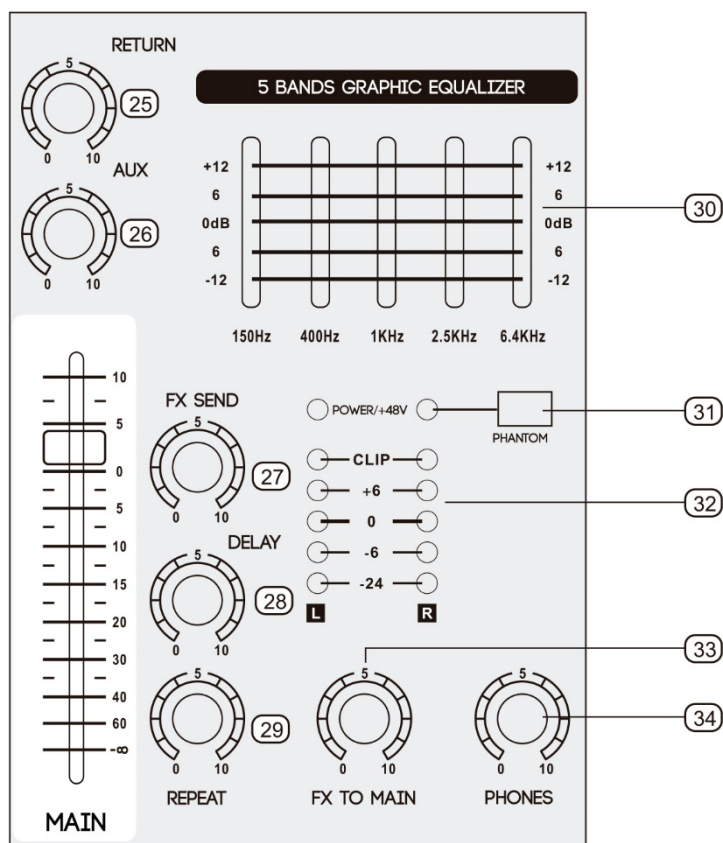 RETURN
5
25
0 10
AUX
5
26
0 10
5 BANDS GRAPHIC EQUALIZER
+12 +12
6 6
0dB 0dB
6 6
-12 -12
30
150Hz 400Hz 1KHz 2.5KHz 6.4KHz
10
5
0
5
10
15
20
30
40
60
-∞
MAIN
FX SEND
5
27
0 10
DELAY
5
28
0 10
5
29
0 10
REPEAT
POWER/+48V
PHANTOM
31
CLIP
+6
0
-6
-24
L R
32
33
5
0 10
FX TO MAIN
5
34
0 10
PHONES